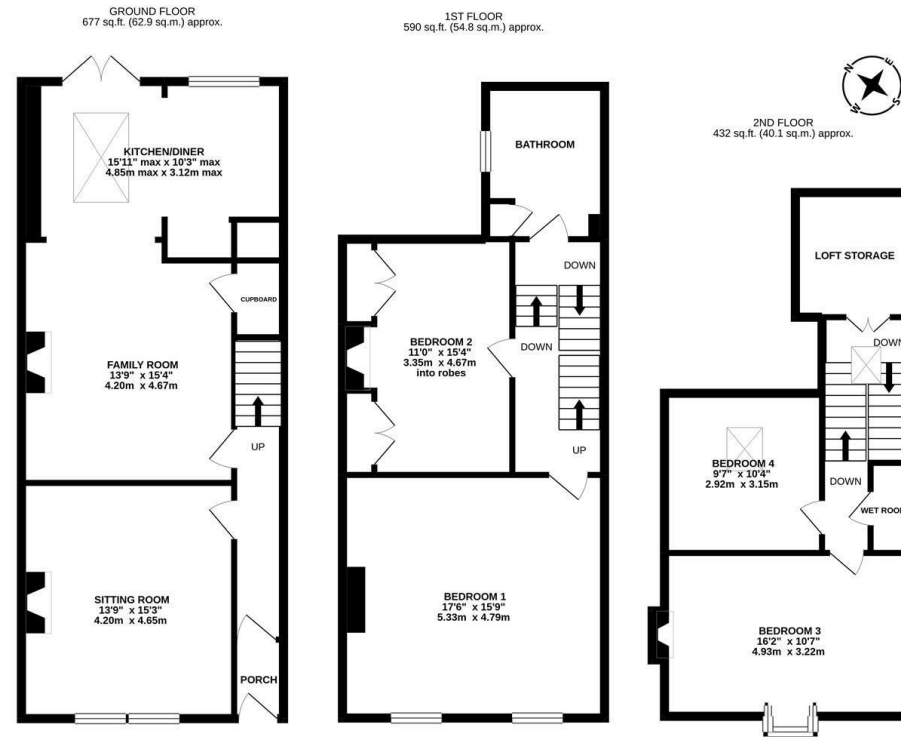 GROUND FLOOR
677 sq.ft. (62.9 sq.m.) approx.
KITCHEN/DINER
15'11" max x 10'3" max
4.85m max x 3.12m max
CUPBOARD
FAMILY ROOM
13'9" x 15'4"
4.20m x 4.67m
UP
SITTING ROOM
13'9" x 15'3"
4.20m x 4.65m
PORCH
1ST FLOOR
590 sq.ft. (54.8 sq.m.) approx.
BATHROOM
DOWN
BEDROOM 2
11'0" x 15'4"
3.35m x 4.67m
into robes
DOWN
UP
BEDROOM 1
17'6" x 15'9"
5.33m x 4.79m
N
E
S
W
2ND FLOOR
432 sq.ft. (40.1 sq.m.) approx.
LOFT STORAGE
DOWN
BEDROOM 4
9'7" x 10'4"
2.92m x 3.15m
DOWN
WET ROOM
BEDROOM 3
16'2" x 10'7"
4.93m x 3.22m